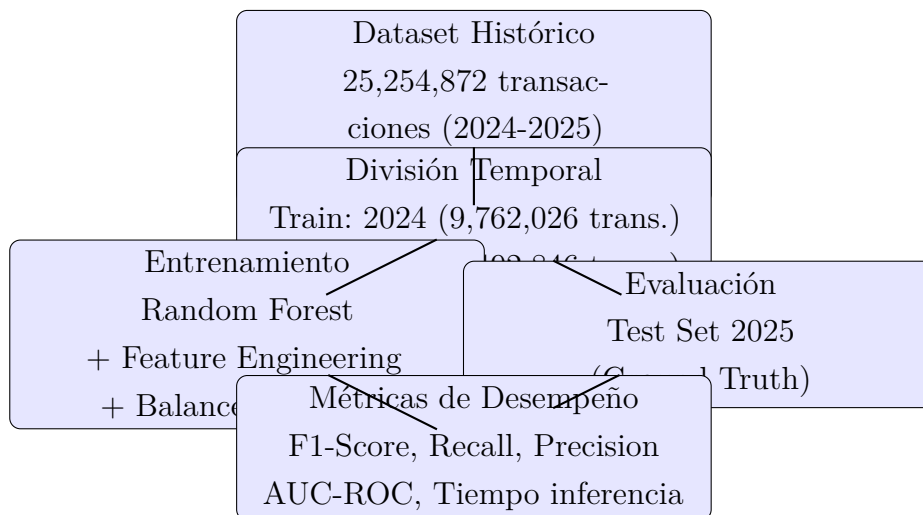 Dataset Histórico
25,254,872 transac-
ciones (2024-2025)
División Temporal
Train: 2024 (9,762,026 trans.)
Entrenamiento
Random Forest
+ Feature Engineering
+ Balance
Evaluación
Test Set 2025
Truth)
Métricas de Desempeño
F1-Score, Recall, Precision
AUC-ROC, Tiempo inferencia